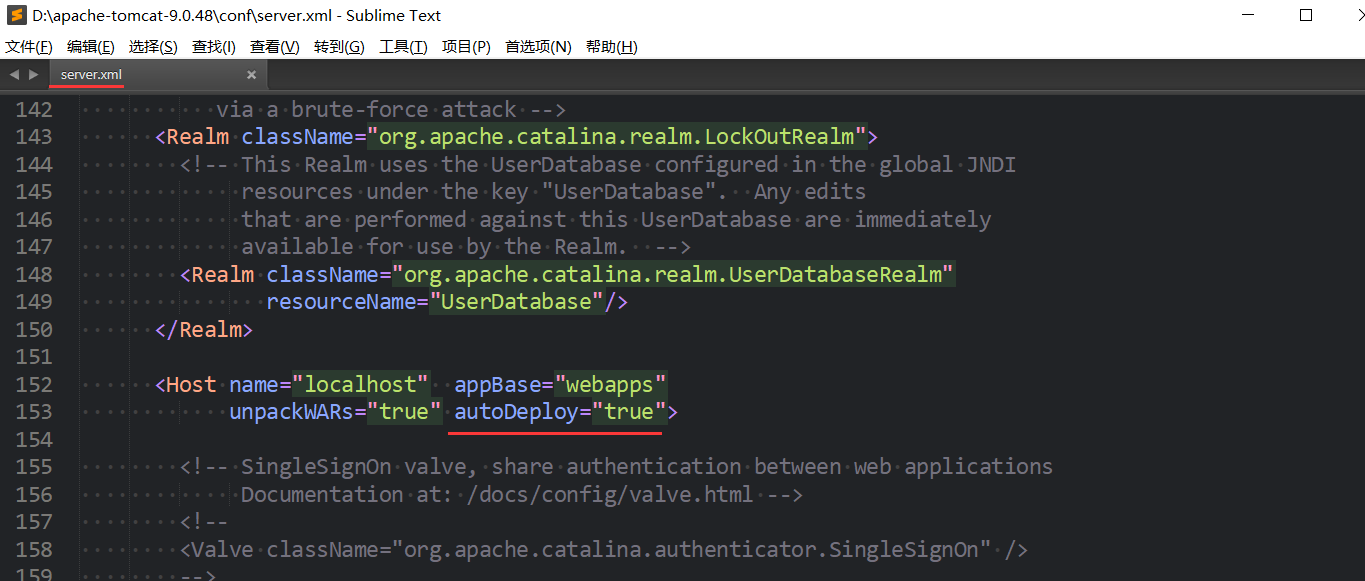 D:\apache-tomcat-9.0.48\conf\server.xml - Sublime Text
文件(F) 编辑(E) 选择(S) 查找(I) 查看(V) 转到(G) 工具(T) 项目(P) 首选项(N) 帮助(H)
server.xml
142 via a brute-force attack -->
143 <Realm className="org.apache.catalina.realm.LockOutRealm">
144 <!-- This Realm uses the UserDatabase configured in the global JNDI
145 resources under the key "UserDatabase".  Any edits
146 that are performed against this UserDatabase are immediately
147 available for use by the Realm.  -->
148 <Realm className="org.apache.catalina.realm.UserDatabaseRealm"
149 resourceName="UserDatabase"/>
150 </Realm>
151
152 <Host name="localhost"  appBase="webapps"
153 unpackWARs="true" autoDeploy="true">
154
155 <!-- SingleSignOn valve, share authentication between web applications
156 Documentation at: /docs/config/valve.html -->
157 <!--
158 <Valve className="org.apache.catalina.authenticator.SingleSignOn" />
159 -->